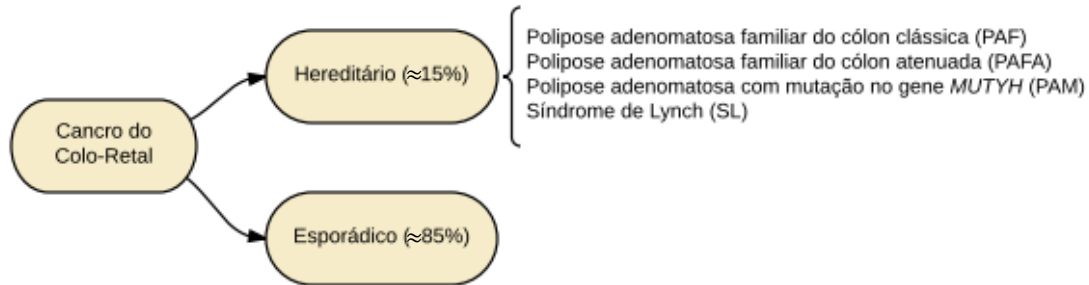 Cancro do
Colo-Retal
Hereditário (≈15%)
Polipose adenomatosa familiar do cólon clássica (PAF)
Polipose adenomatosa familiar do cólon atenuada (PAFA)
Polipose adenomatosa com mutação no gene MUTYH (PAM)
Síndrome de Lynch (SL)
Esporádico (≈85%)